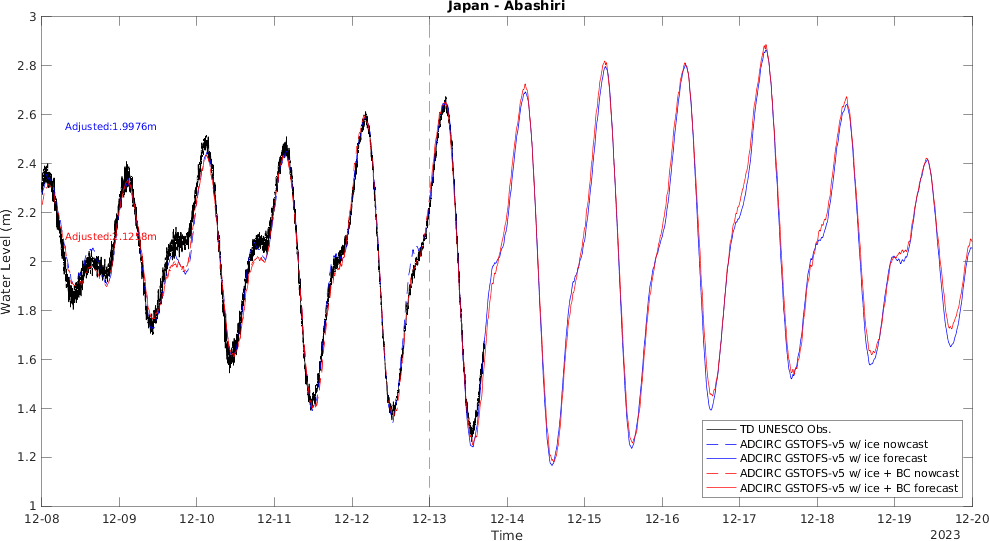 Japan - Abashiri
3
2.8
2.6
2.4
2.2
2
1.8
1.6
1.4
1.2
1
Water Level (m)
Adjusted:1.9976m
Adjusted:2.1258m
TD UNESCO Obs.
ADCIRC GSTOFS-v5 w/ ice nowcast
ADCIRC GSTOFS-v5 w/ ice forecast
ADCIRC GSTOFS-v5 w/ ice + BC nowcast
ADCIRC GSTOFS-v5 w/ ice + BC forecast
12-08 12-09 12-10 12-11 12-12 12-13 12-14 12-15 12-16 12-17 12-18 12-19 12-20
Time
2023